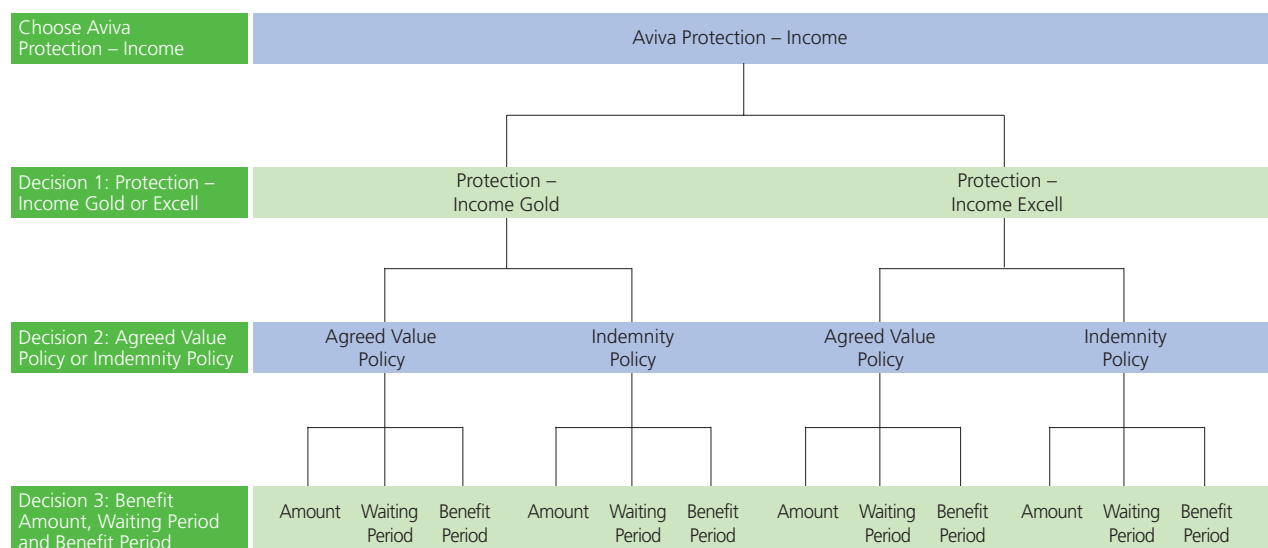 Choose Aviva
Protection – Income
Aviva Protection – Income
Decision 1: Protection –
Income Gold or Excell
Protection –
Income Gold
Protection –
Income Excell
Decision 2: Agreed Value
Policy or Imdemnity Policy
Agreed Value
Policy
Indemnity
Policy
Agreed Value
Policy
Indemnity
Policy
Decision 3: Benefit
Amount, Waiting Period
and Benefit Period
Amount
Waiting
Period
Benefit
Period
Amount
Waiting
Period
Benefit
Period
Amount
Waiting
Period
Benefit
Period
Amount
Waiting
Period
Benefit
Period